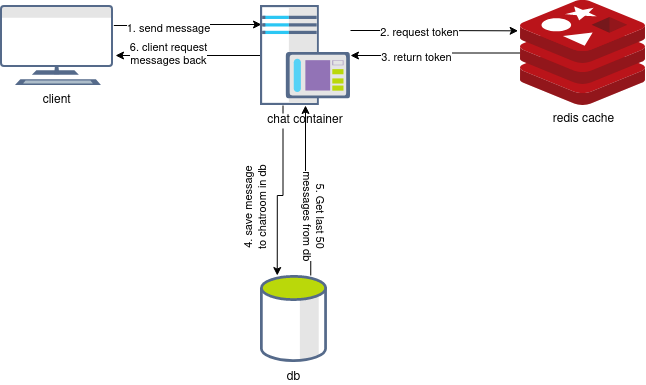 1. send message
2. request token
6. client request
messages back
3. return token
client
chat container
redis cache
4. save message
to chatroom in db
5. Get last 50
messages from db
db